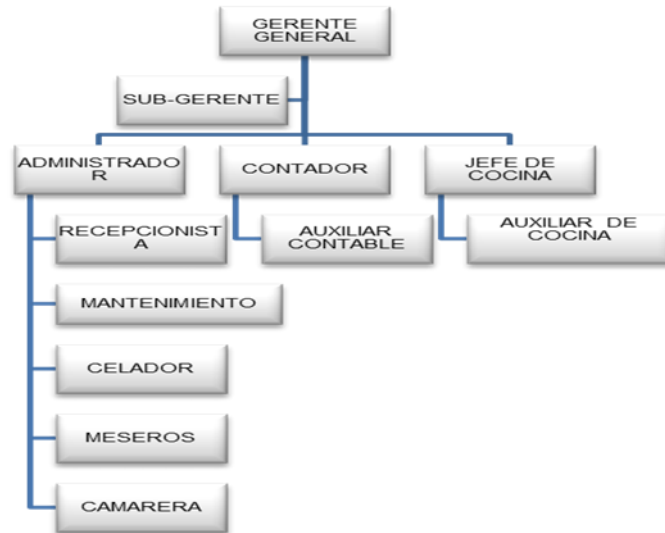 GERENTE
GENERAL
SUB-GERENTE
ADMINISTRADO
R
CONTADOR
JEFE DE
COCINA
RECEPCIONIST
A
AUXILIAR
CONTABLE
AUXILIAR DE
COCINA
MANTENIMIENTO
CELADOR
MESEROS
CAMARERA